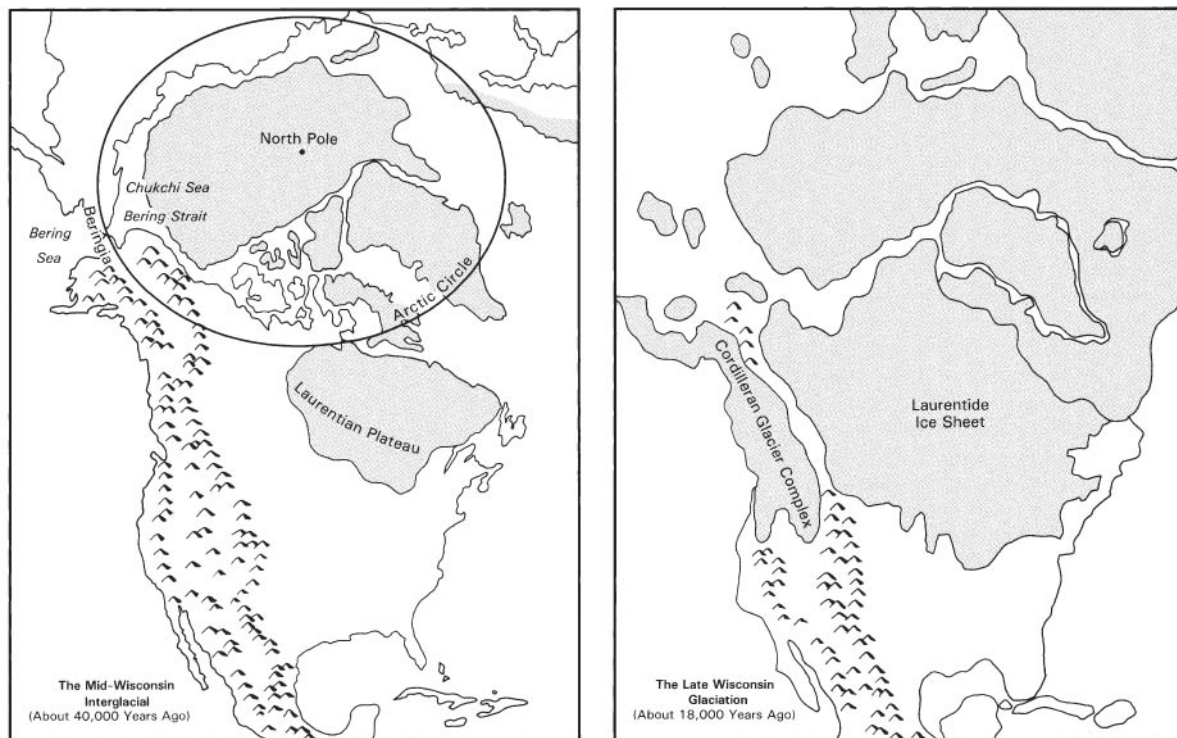 North Pole
Chukchi Sea
Bering Strait
Bering
Sea
Beringia
Arctic Circle
Laurentian Plateau
The Mid-Wisconsin
Interglacial
(About 40,000 Years Ago)
Cordilleran Glacier Complex
Laurentide
Ice Sheet
The Late Wisconsin
Glaciation
(About 18,000 Years Ago)